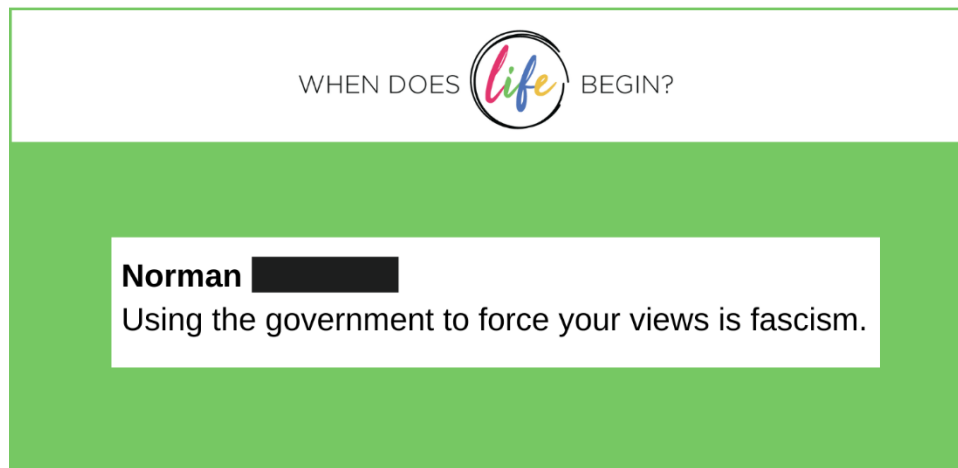 WHEN DOES life BEGIN?
Norman
Using the government to force your views is fascism.